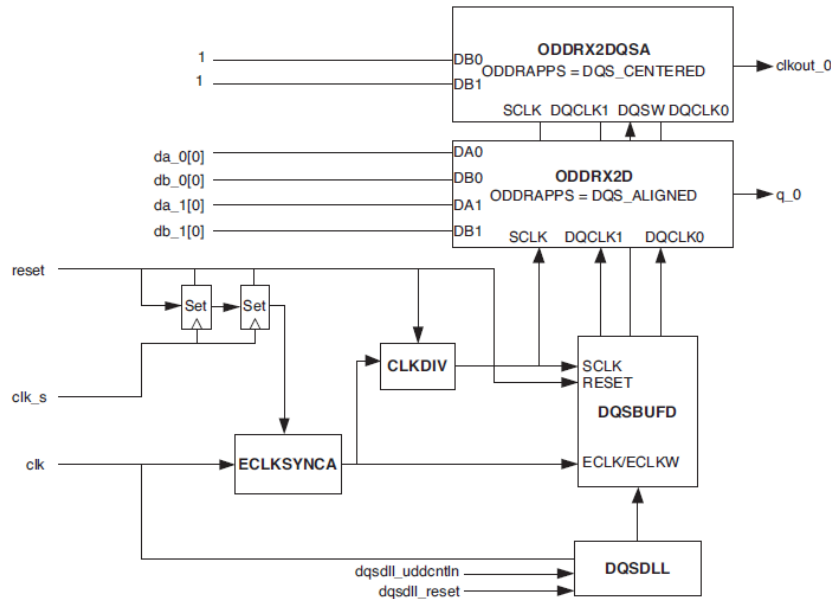 ODDRX2DQSA
1 DB0 ODDRAPPS = DQS_CENTERED clkout_0
1 DB1
SCLK DQCLK1 DQSW DQCLK0
da_0[0] DA0
ODDRX2D
db_0[0] DB0 ODDRAPPS = DQS_ALIGNED q_0
da_1[0] DA1
db_1[0] DB1 SCLK DQCLK1 DQCLK0
reset
Set Set
CLKDIV SCLK
RESET
clk_s DQSBUFD
clk ECLKSYNCA ECLK/ECLKW
dqsdll_uddcntln DQSDLL
dqsdll_reset